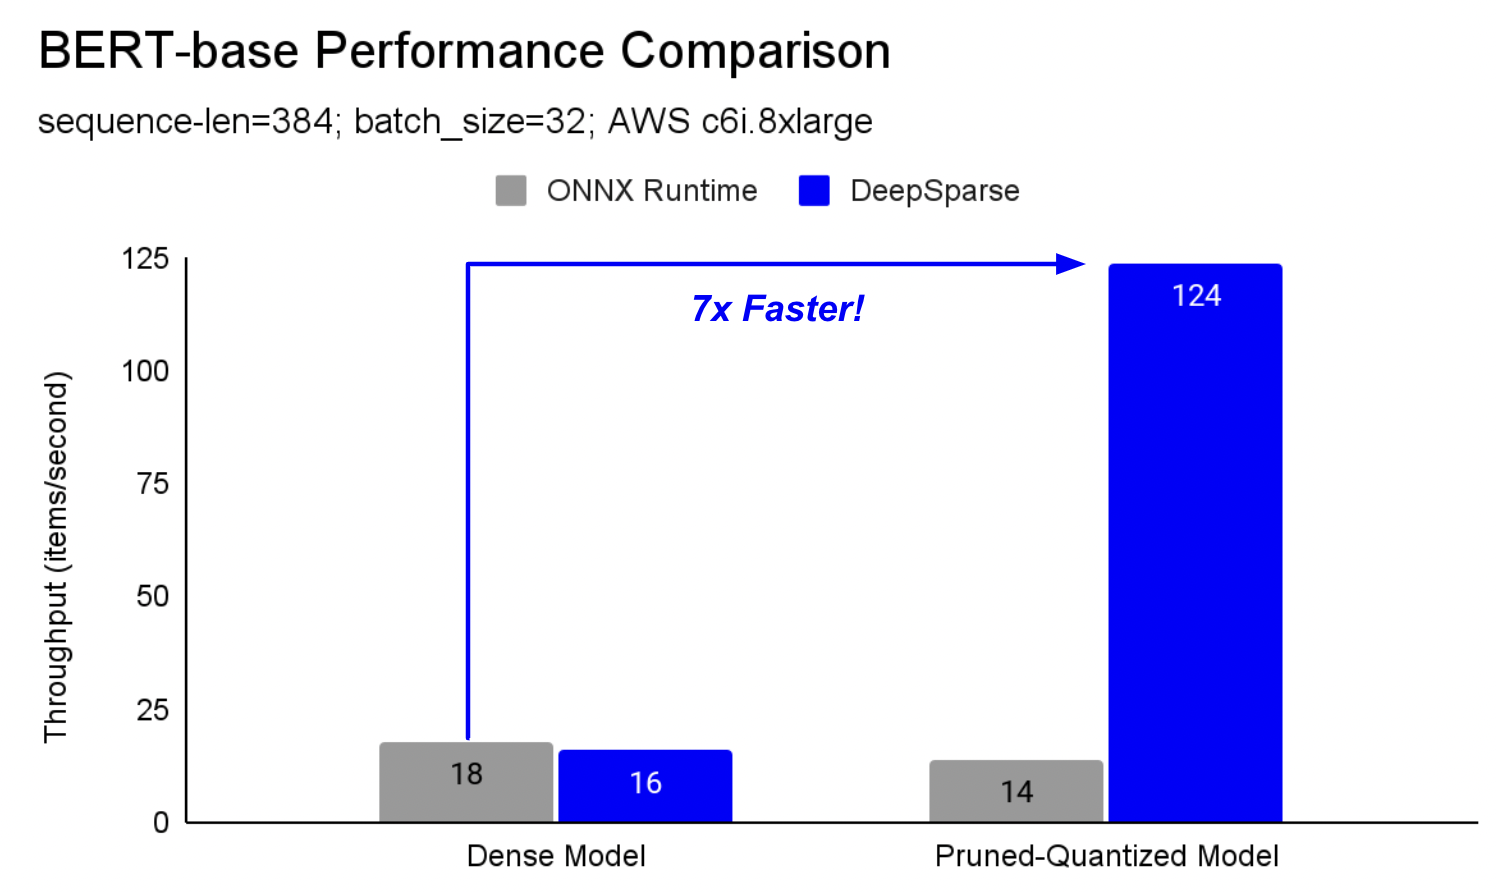 BERT-base Performance Comparison
sequence-len=384; batch_size=32; AWS c6i.8xlarge
ONNX Runtime
DeepSparse
125
100
75
50
25
0
Throughput (items/second)
7x Faster!
18
16
14
124
Dense Model
Pruned-Quantized Model